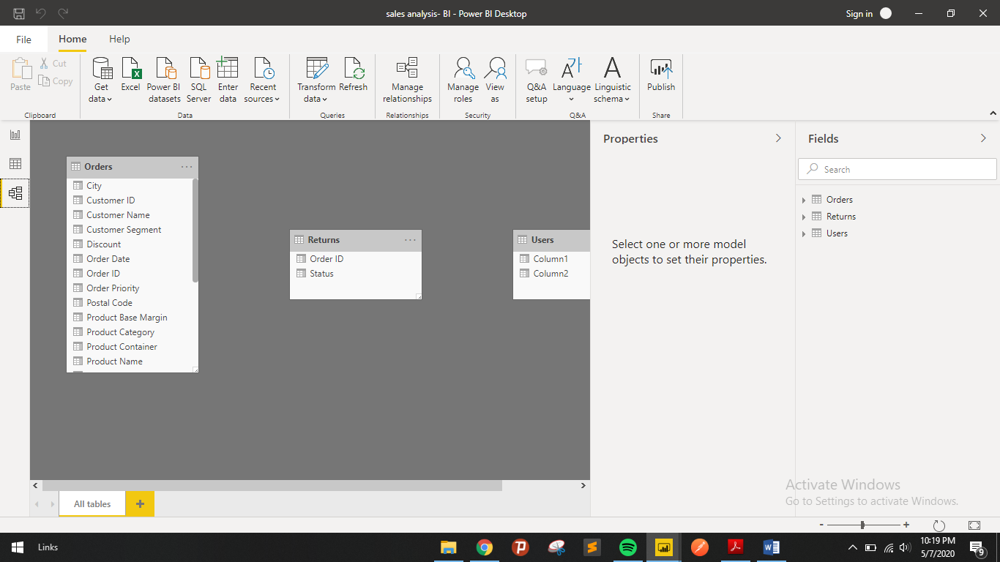 sales analysis- BI - Power BI Desktop
Sign in
File
Home
Help
Paste
Cut
Copy
Clipboard
Get data
Excel
Power BI datasets
SQL Server
Enter data
Recent sources
Data
Transform data
Refresh
Queries
Manage relationships
Relationships
Manage roles
View as
Security
Q&A setup
Language
Linguistic schema
Q&A
Publish
Share
Orders
City
Customer ID
Customer Name
Customer Segment
Discount
Order Date
Order ID
Order Priority
Postal Code
Product Base Margin
Product Category
Product Container
Product Name
Returns
Order ID
Status
Users
Column1
Column2
Properties
Select one or more model
objects to set their properties.
Fields
Search
Orders
Returns
Users
All tables
Activate Windows
Go to Settings to activate Windows.
Links
10:19 PM
5/7/2020
9